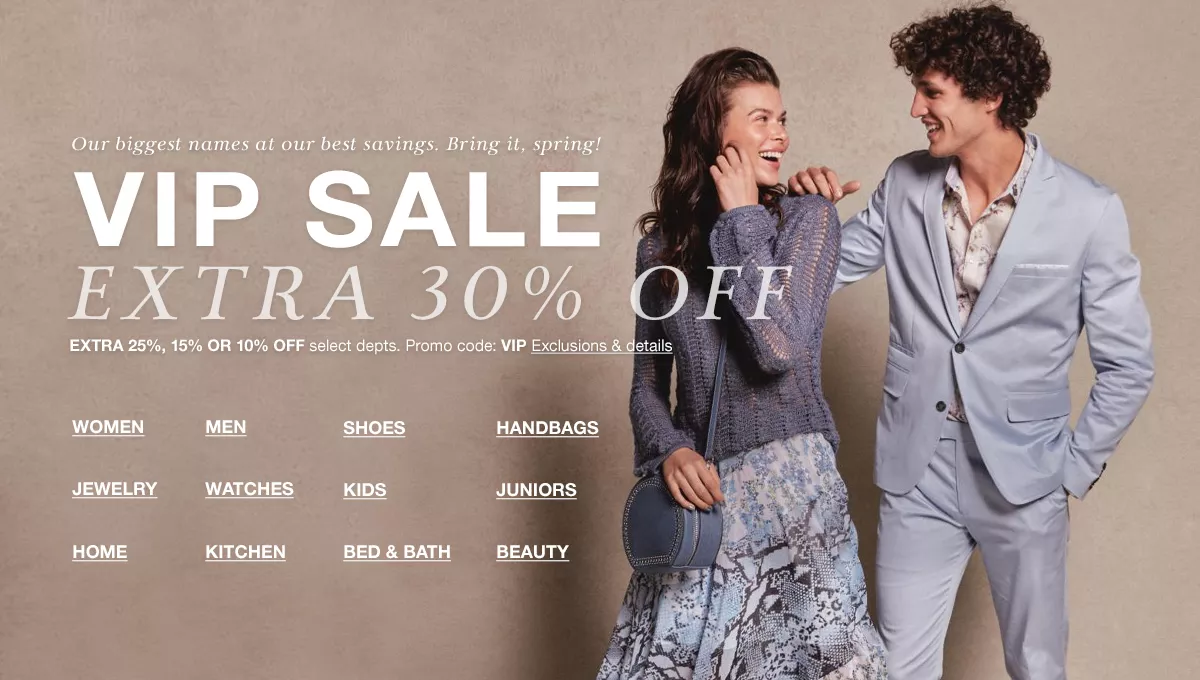 Our biggest names at our best savings. Bring it, spring!
VIP SALE
EXTRA 30% OFF
EXTRA 25%, 15% OR 10% OFF select depts. Promo code: VIP Exclusions & details
WOMEN MEN SHOES HANDBAGS
JEWELRY WATCHES KIDS JUNIORS
HOME KITCHEN BED & BATH BEAUTY